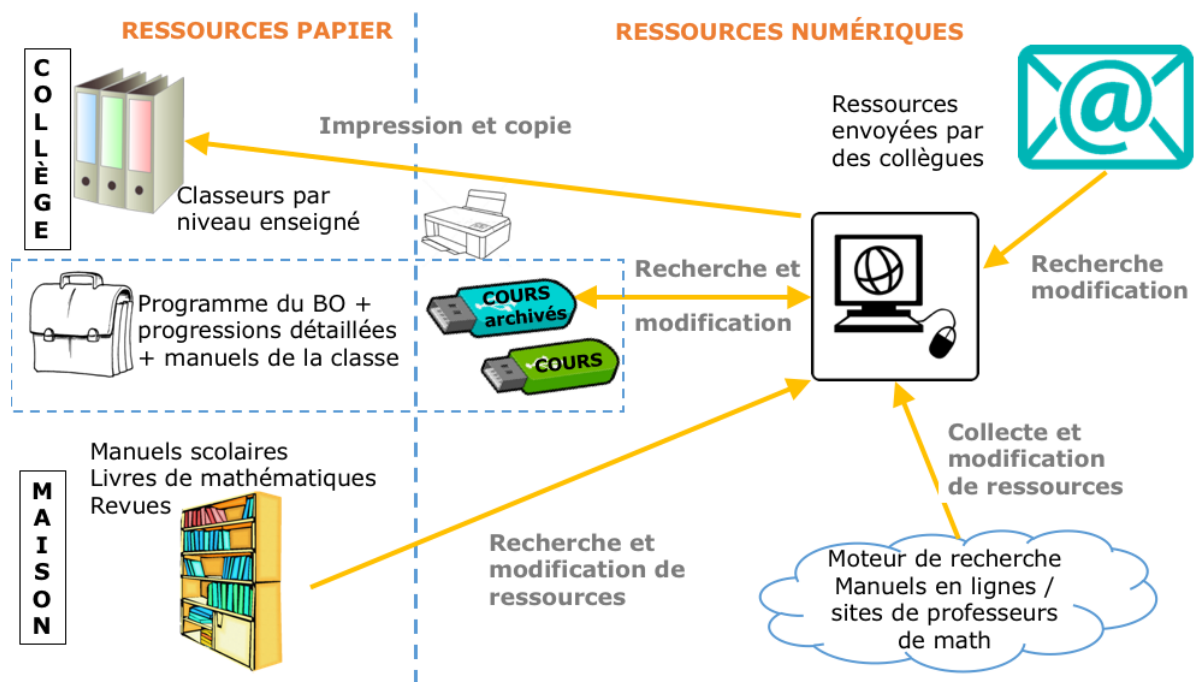 RESSOURCES PAPIER
RESSOURCES NUMÉRIQUES
COLLÈGE
Classeurs par
niveau enseigné
Impression et copie
Ressources
envoyées par
des collègues
@
Recherche
modification
Programme du BO +
progressions détaillées
+ manuels de la classe
COURS
archivés
COURS
Recherche et
modification
MAISON
Manuels scolaires
Livres de mathématiques
Revues
Recherche et
modification de
ressources
Collecte et
modification
de ressources
Moteur de recherche
Manuels en lignes /
sites de professeurs
de math